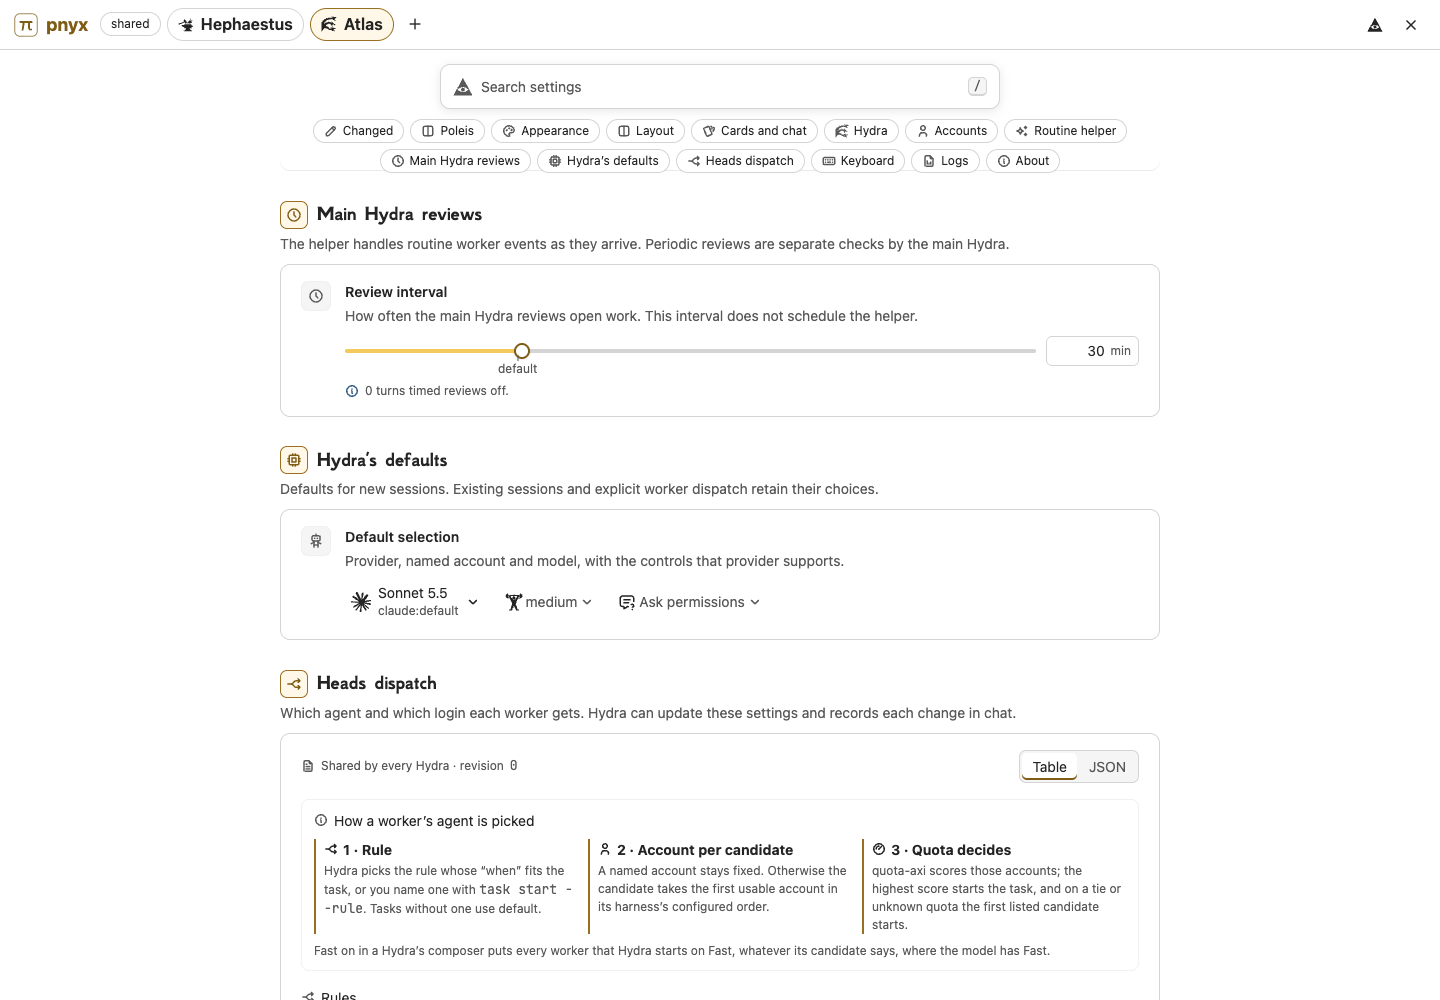 pnyx shared Hephaestus Atlas +
Search settings /
Changed Poleis Appearance Layout Cards and chat Hydra Accounts Routine helper
Main Hydra reviews Hydra's defaults Heads dispatch Keyboard Logs About
Main Hydra reviews
The helper handles routine worker events as they arrive. Periodic reviews are separate checks by the main Hydra.
Review interval
How often the main Hydra reviews open work. This interval does not schedule the helper.
30 min
default
0 turns timed reviews off.
Hydra's defaults
Defaults for new sessions. Existing sessions and explicit worker dispatch retain their choices.
Default selection
Provider, named account and model, with the controls that provider supports.
Sonnet 5.5
claude:default
medium
Ask permissions
Heads dispatch
Which agent and which login each worker gets. Hydra can update these settings and records each change in chat.
Shared by every Hydra · revision 0
Table JSON
How a worker's agent is picked
1 · Rule
Hydra picks the rule whose “when” fits the
task, or you name one with task start -
-rule. Tasks without one use default.
2 · Account per candidate
A named account stays fixed. Otherwise the
candidate takes the first usable account in
its harness's configured order.
3 · Quota decides
quota-axi scores those accounts; the
highest score starts the task, and on a tie or
unknown quota the first listed candidate
starts.
Fast on in a Hydra's composer puts every worker that Hydra starts on Fast, whatever its candidate says, where the model has Fast.
Rules